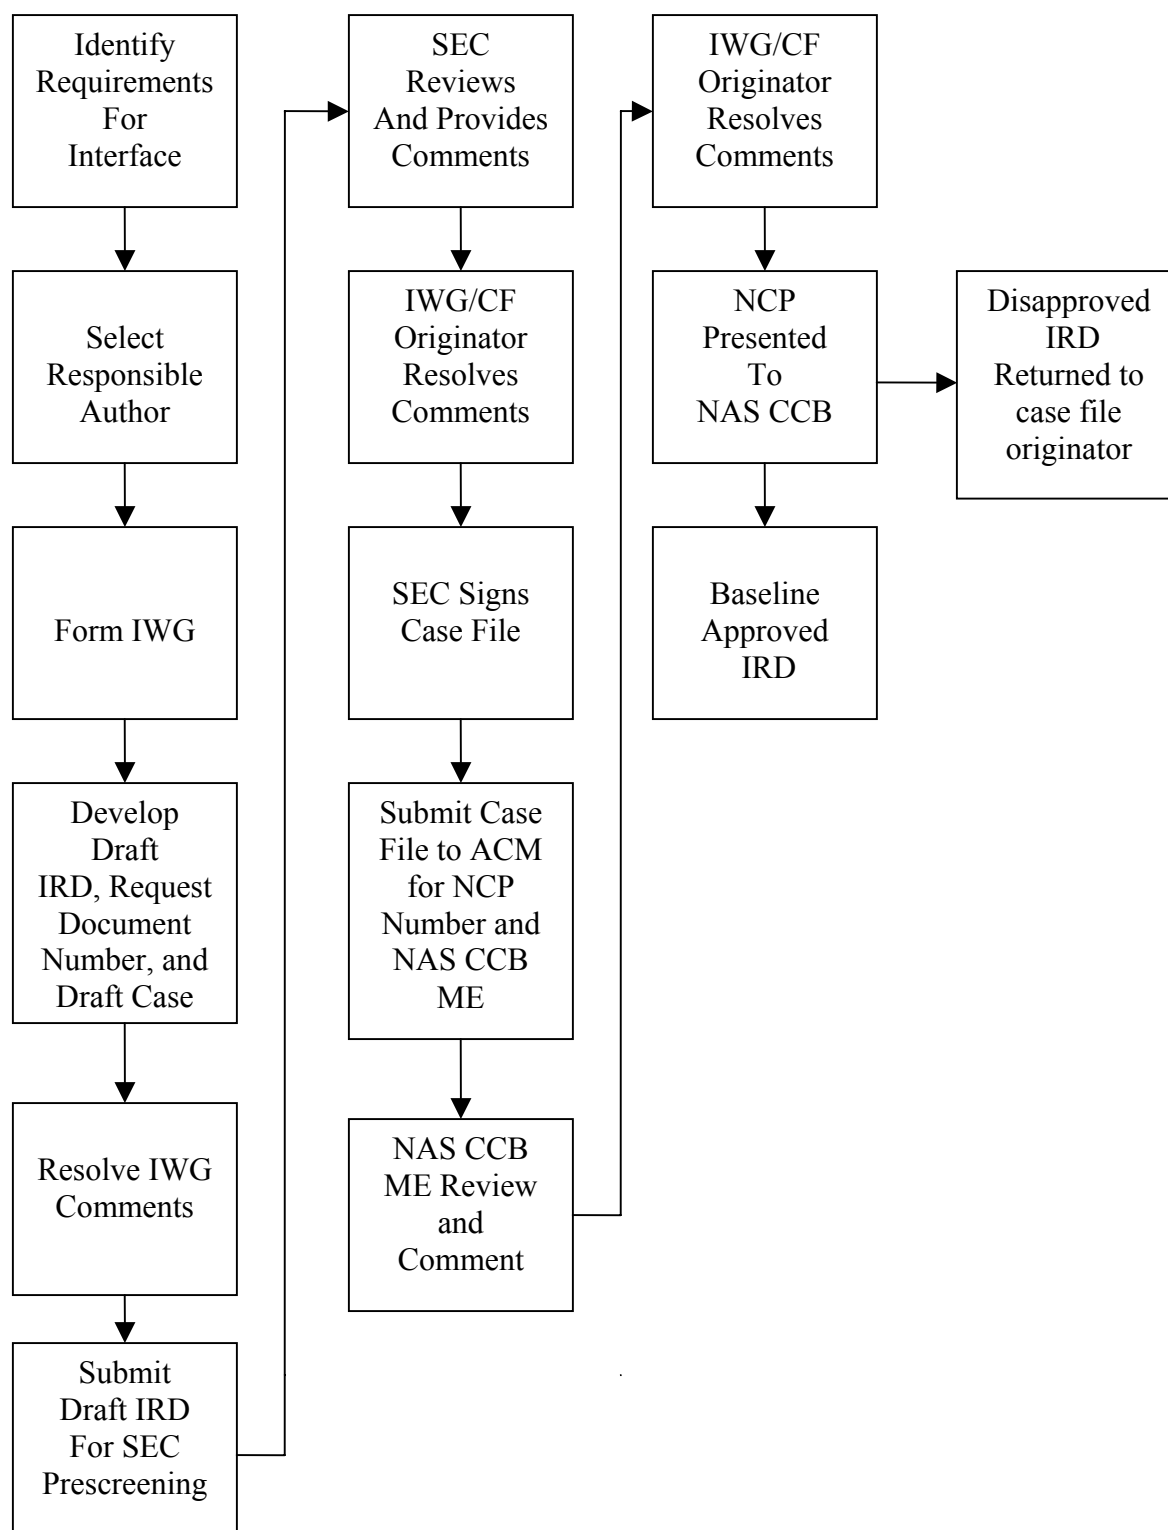 Identify
Requirements
For
Interface
Select
Responsible
Author
Form IWG
Develop
Draft
IRD, Request
Document
Number, and
Draft Case
Resolve IWG
Comments
Submit
Draft IRD
For SEC
Prescreening
SEC
Reviews
And Provides
Comments
IWG/CF
Originator
Resolves
Comments
SEC Signs
Case File
Submit Case
File to ACM
for NCP
Number and
NAS CCB
ME
NAS CCB
ME Review
and
Comment
IWG/CF
Originator
Resolves
Comments
NCP
Presented
To
NAS CCB
Baseline
Approved
IRD
Disapproved
IRD
Returned to
case file
originator